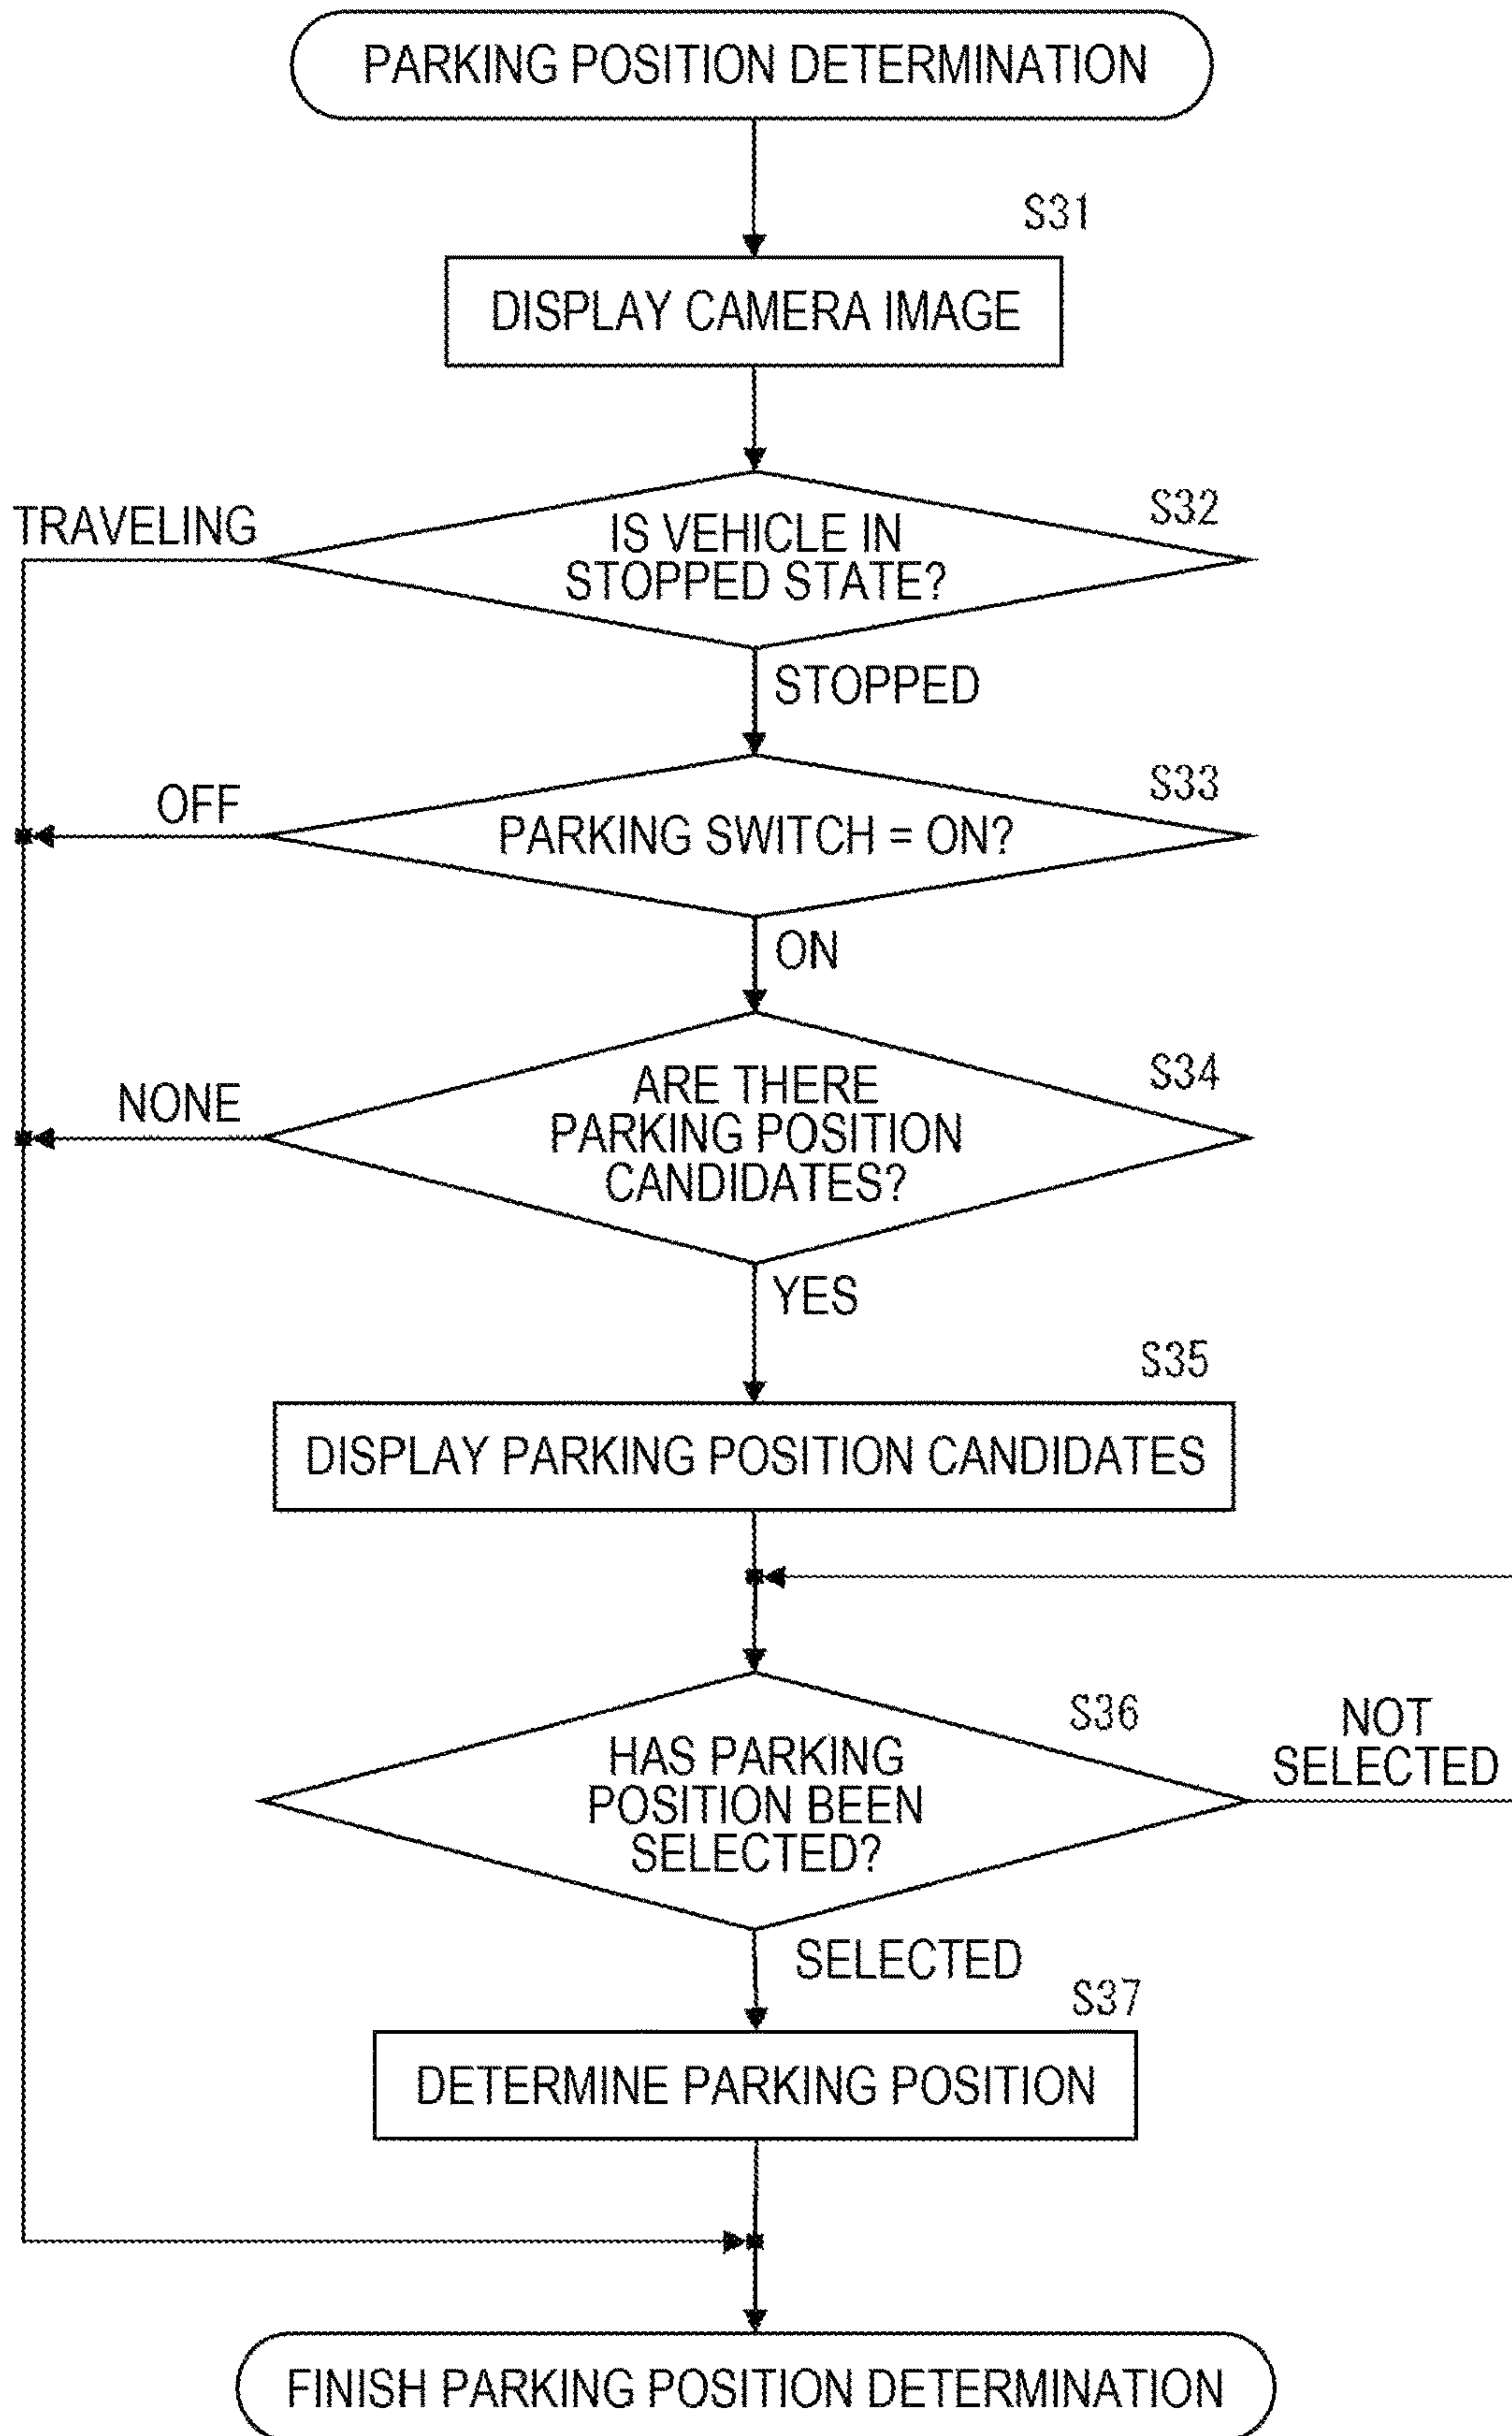 PARKING POSITION DETERMINATION
S31
DISPLAY CAMERA IMAGE
TRAVELING
S32
IS VEHICLE IN
STOPPED STATE?
STOPPED
OFF
S33
PARKING SWITCH = ON?
ON
NONE
S34
ARE THERE
PARKING POSITION
CANDIDATES?
YES
S35
DISPLAY PARKING POSITION CANDIDATES
S36
NOT
SELECTED
HAS PARKING
POSITION BEEN
SELECTED?
SELECTED
S37
DETERMINE PARKING POSITION
FINISH PARKING POSITION DETERMINATION